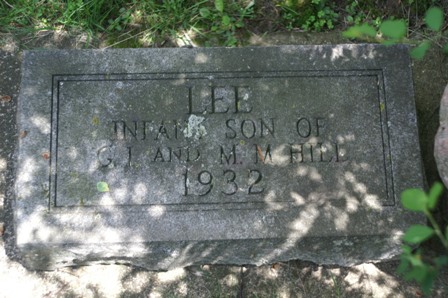 LEE
INFANT SON OF
G. J. AND M. M. HILL
1932